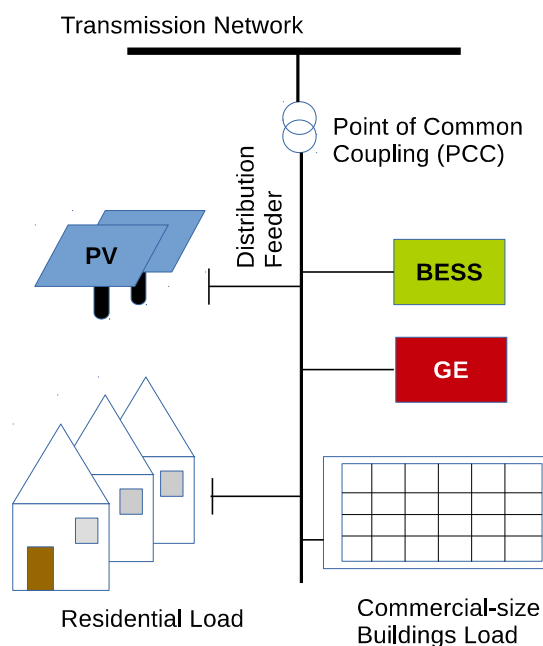 Transmission Network
Point of Common
Coupling (PCC)
Distribution
Feeder
PV
BESS
GE
Residential Load
Commercial-size
Buildings Load